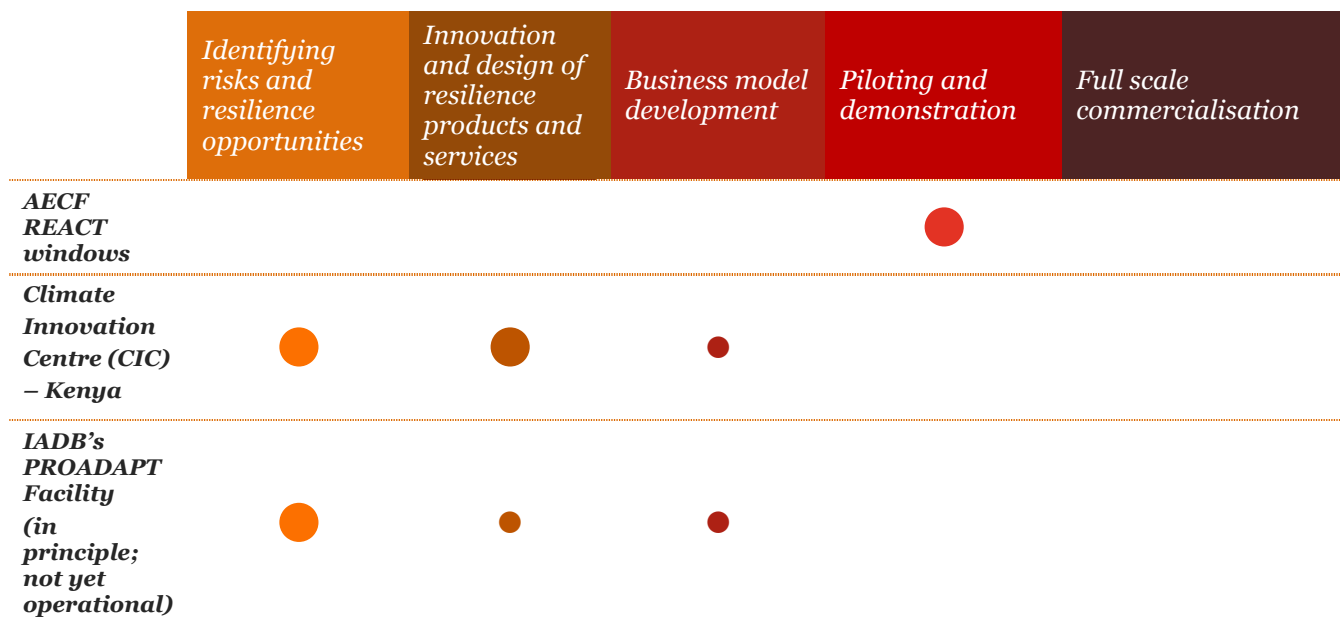 Identifying
risks and
resilience
opportunities
Innovation
and design of
resilience
products and
services
Business model
development
Piloting and
demonstration
Full scale
commercialisation
AECF
REACT
windows
Climate
Innovation
Centre (CIC)
– Kenya
IADB’s
PROADAPT
Facility
(in
principle;
not yet
operational)